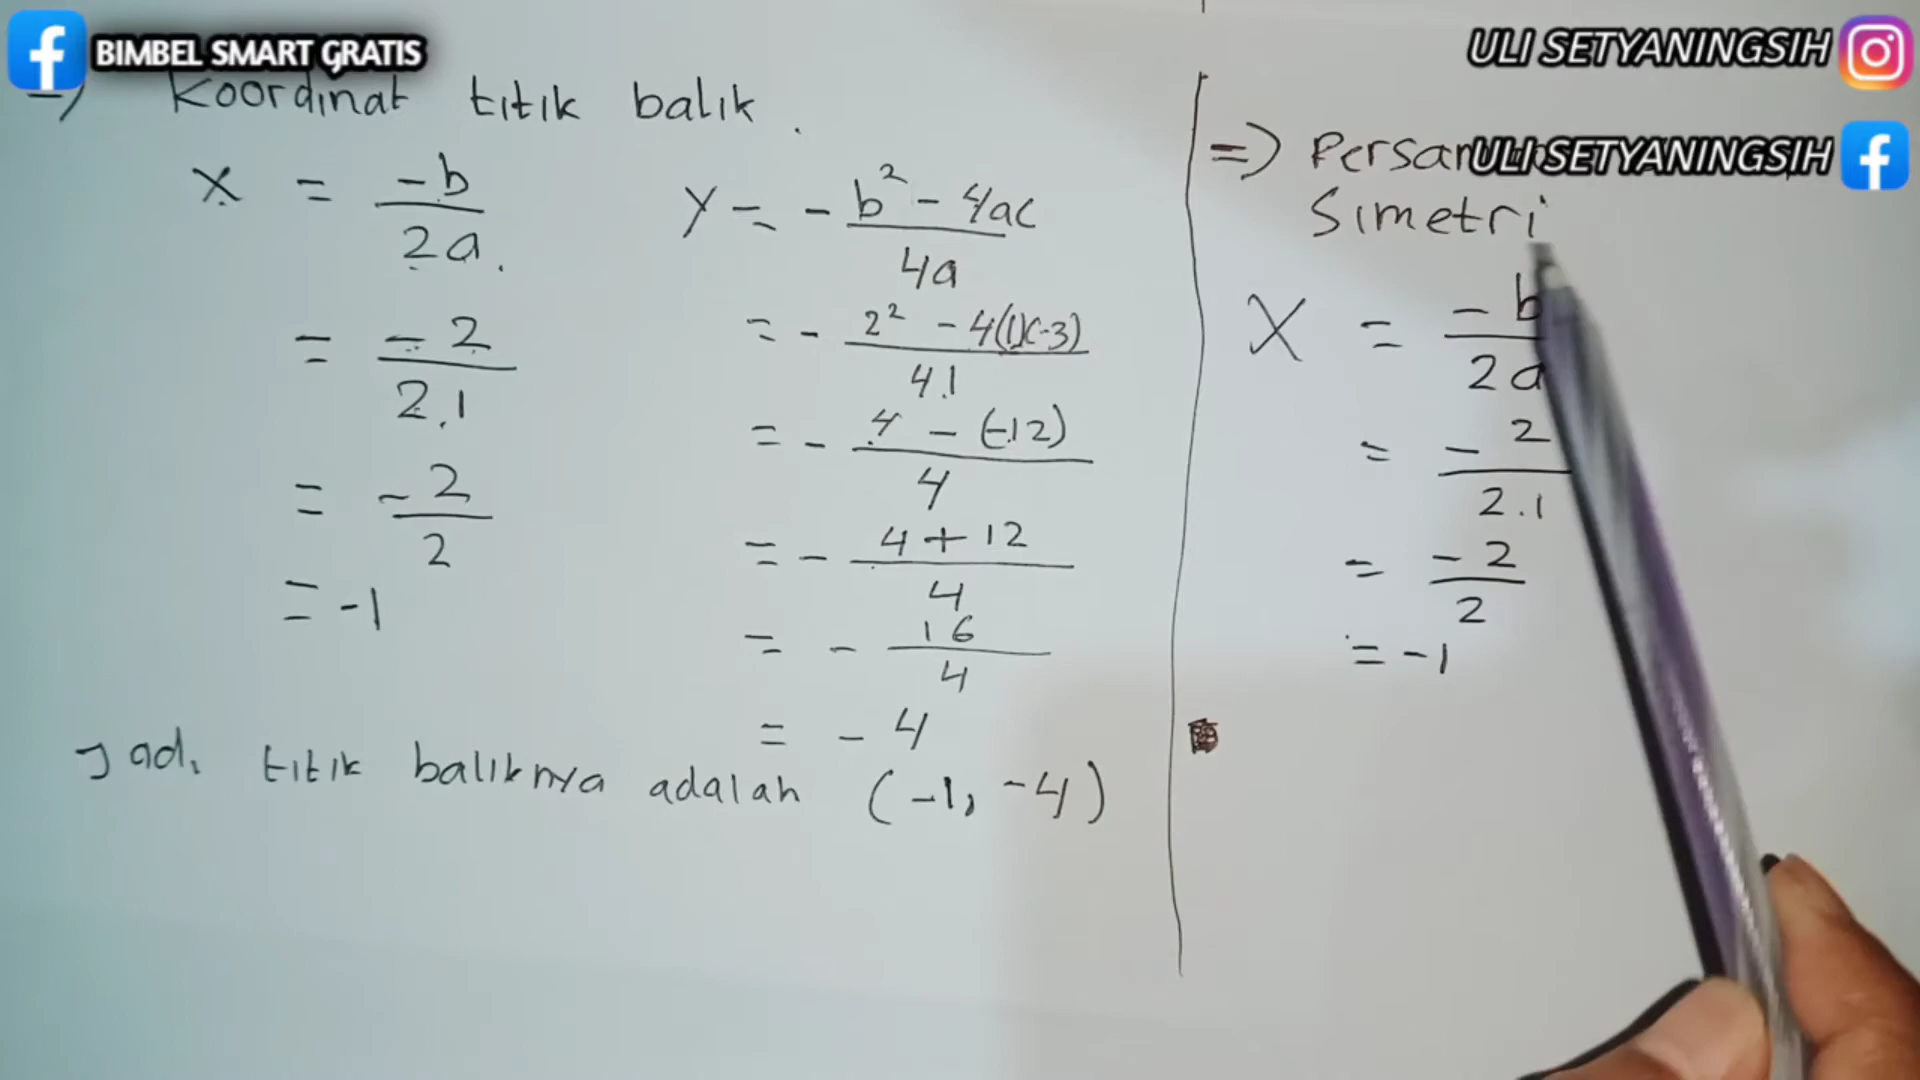 BIMBEL SMART GRATIS
ULI SETYANINGSIH
ULI SETYANINGSIH
=) Koordinat titik balik.
X = -b/2a.
= -2/2.1
= -2/2
= -1
Y = - b² - 4ac/4a
= - 2² - 4(1)(-3)/4.1
= - 4 - (-12)/4
= - 4 + 12/4
= - 16/4
= - 4
Jadi titik baliknya adalah (-1, -4)
=)
Simetri
X = -b/2a
= -2/2.1
= -2/2
= -1